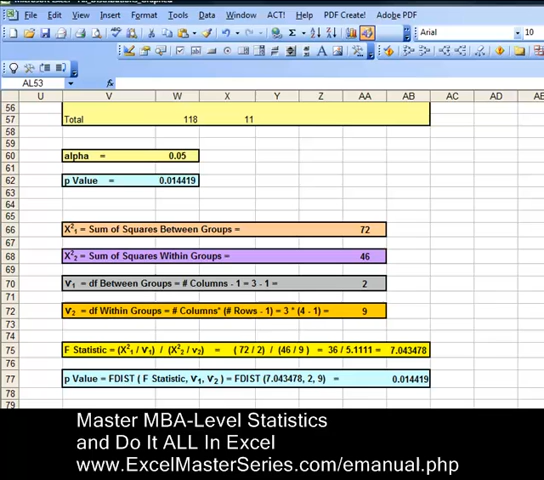 File Edit View Insert Format Tools Data Window ACT! Help PDF Create! Adobe PDF
Arial 10
AL53 fx
U V W X Y Z AA AB AC AD AE
56
57 Total 118 11
58
59
60 alpha = 0.05
61
62 p Value = 0.014419
63
64
65
66 X²₁ = Sum of Squares Between Groups = 72
67
68 X²₂ = Sum of Squares Within Groups = 46
69
70 v₁ = df Between Groups = # Columns - 1 = 3 - 1 = 2
71
72 v₂ = df Within Groups = # Columns* (# Rows - 1) = 3 * (4 - 1) = 9
73
74
75 F Statistic = (X²₁ / v₁) / (X²₂ / v₂) = ( 72 / 2 ) / (46 / 9 ) = 36 / 5.1111 = 7.043478
76
77 p Value = FDIST ( F Statistic, v₁, v₂ ) = FDIST (7.043478, 2, 9) = 0.014419
78
79
Master MBA-Level Statistics
and Do It ALL In Excel
www.ExcelMasterSeries.com/emanual.php